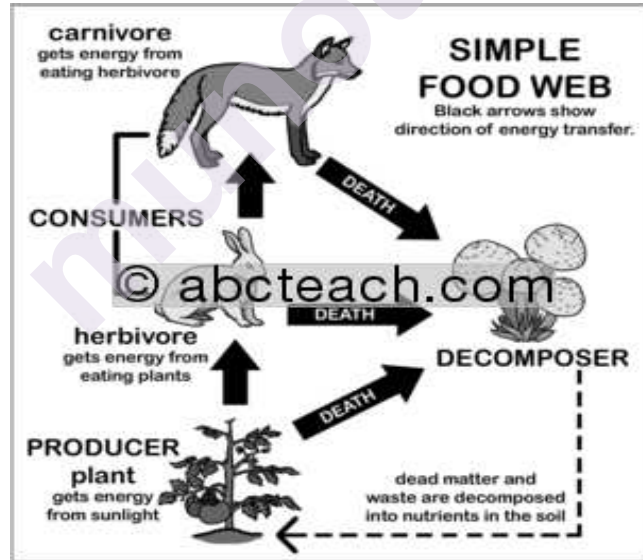 carnivore
gets energy from
eating herbivore
SIMPLE
FOOD WEB
Black arrows show
direction of energy transfer.
DEATH
CONSUMERS
© abcteach.com
DEATH
herbivore
gets energy from
eating plants
DECOMPOSER
DEATH
PRODUCER
plant
gets energy
from sunlight
dead matter and
waste are decomposed
into nutrients in the soil